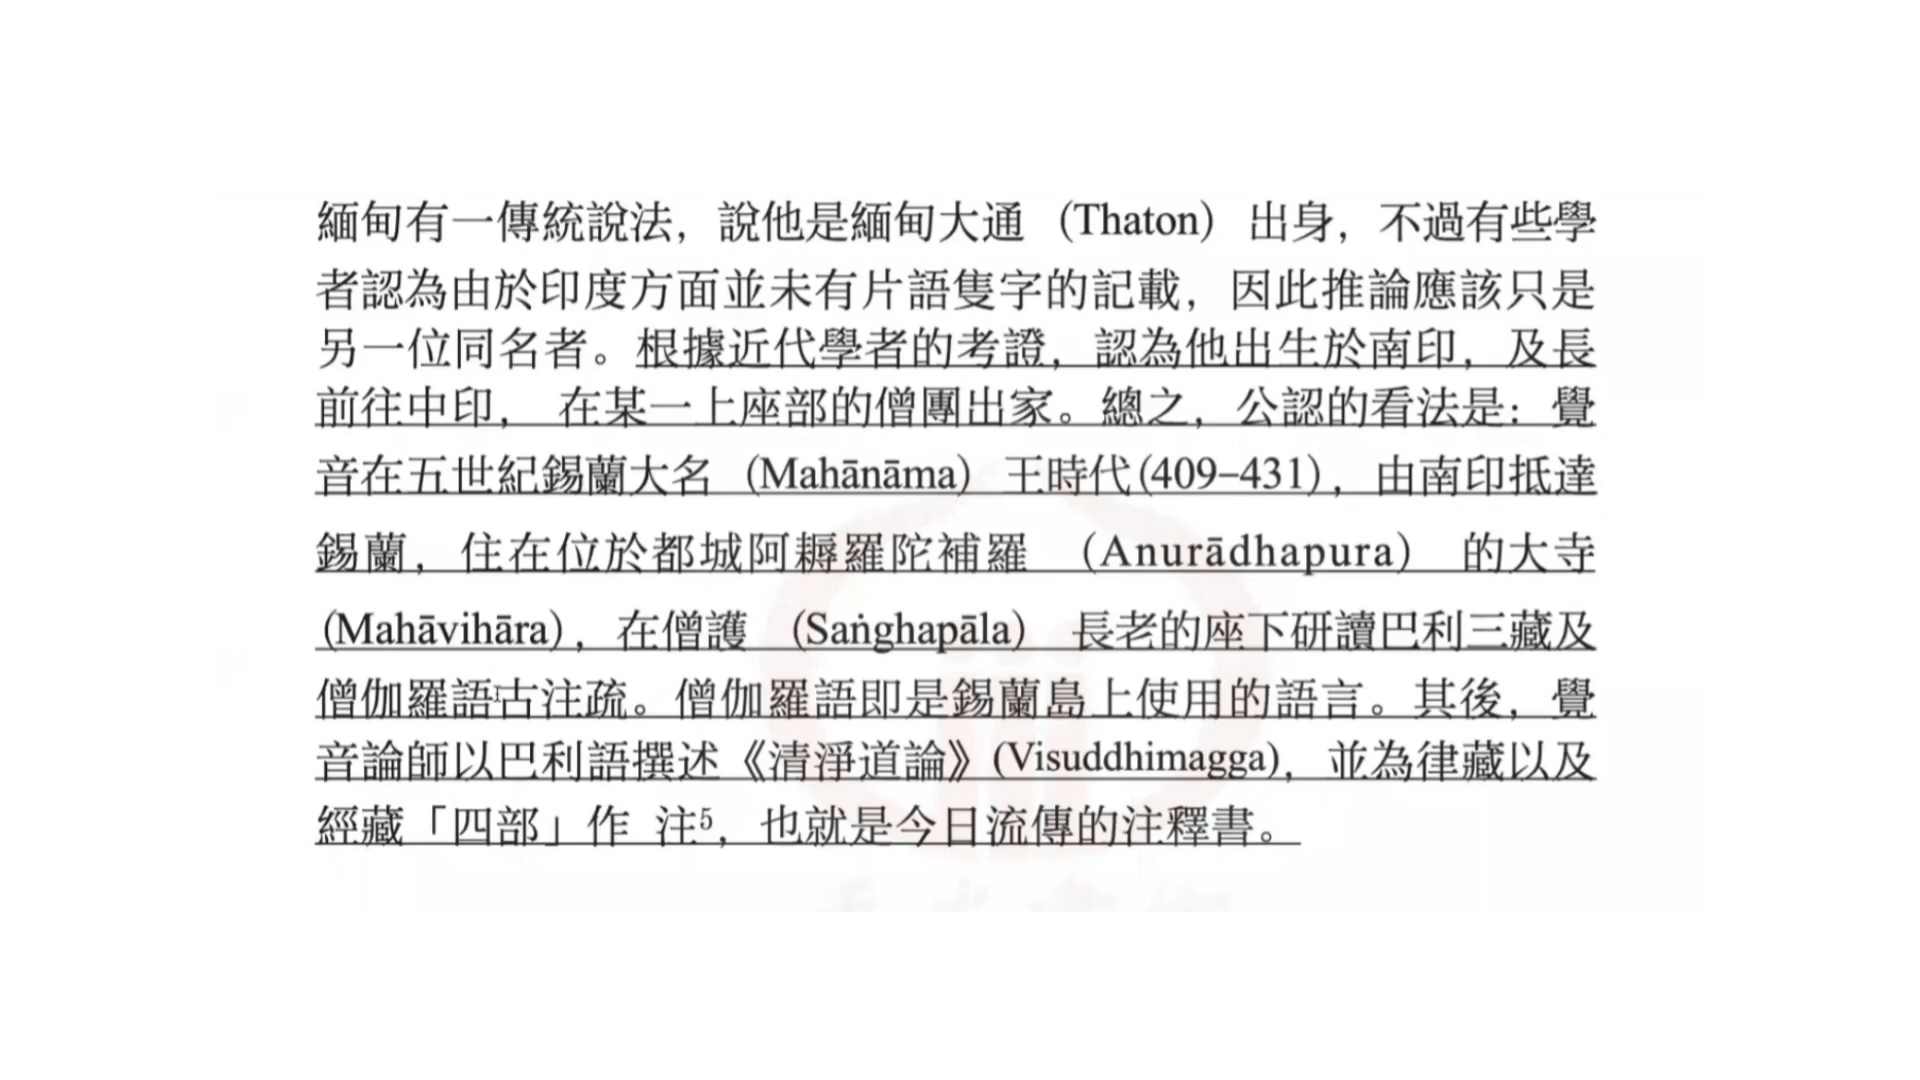 緬甸有一傳統說法，說他是緬甸大通（Thaton）出身，不過有些學
者認為由於印度方面並未有片語隻字的記載，因此推論應該只是
另一位同名者。根據近代學者的考證，認為他出生於南印，及長
前往中印， 在某一上座部的僧團出家。總之，公認的看法是：覺
音在五世紀錫蘭大名（Mahānāma）王時代(409–431)，由南印抵達
錫蘭，住在位於都城阿耨羅陀補羅（Anurādhapura）的大寺
(Mahāvihāra)，在僧護（Saṅghapāla）長老的座下研讀巴利三藏及
僧伽羅語古注疏。僧伽羅語即是錫蘭島上使用的語言。其後，覺
音論師以巴利語撰述《清淨道論》(Visuddhimagga)，並為律藏以及
經藏「四部」作 注5，也就是今日流傳的注釋書。